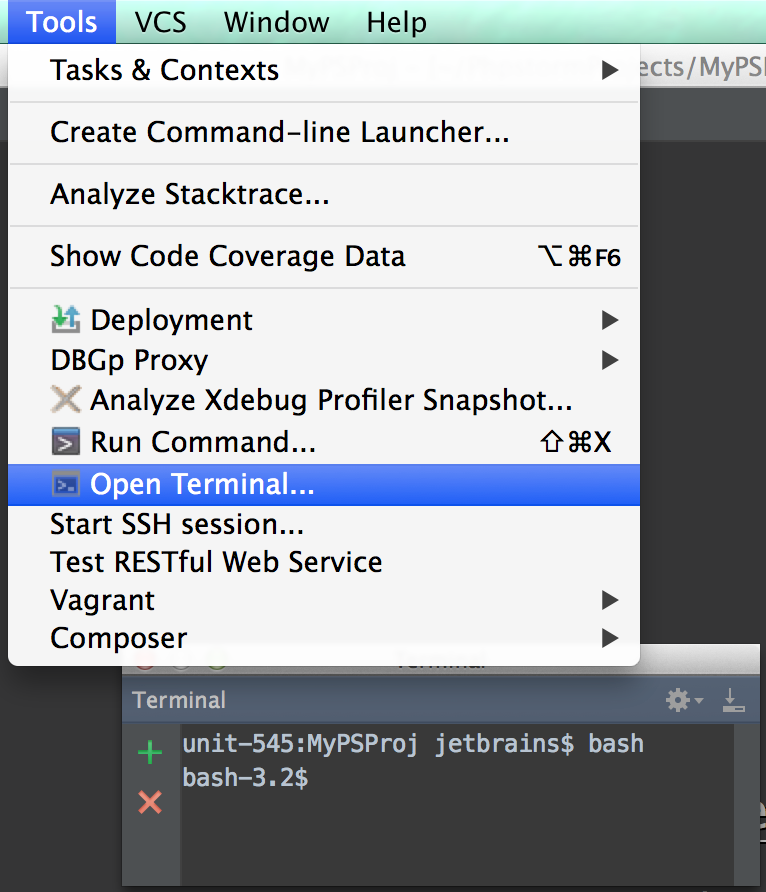 Tools VCS Window Help
ects/MyPS
Tasks & Contexts
Create Command-line Launcher...
Analyze Stacktrace...
Show Code Coverage Data ⌥⌘F6
Deployment
DBGp Proxy
Analyze Xdebug Profiler Snapshot...
Run Command... ⇧⌘X
Open Terminal...
Start SSH session...
Test RESTful Web Service
Vagrant
Composer
Terminal
unit-545:MyPSProj jetbrains$ bash
bash-3.2$